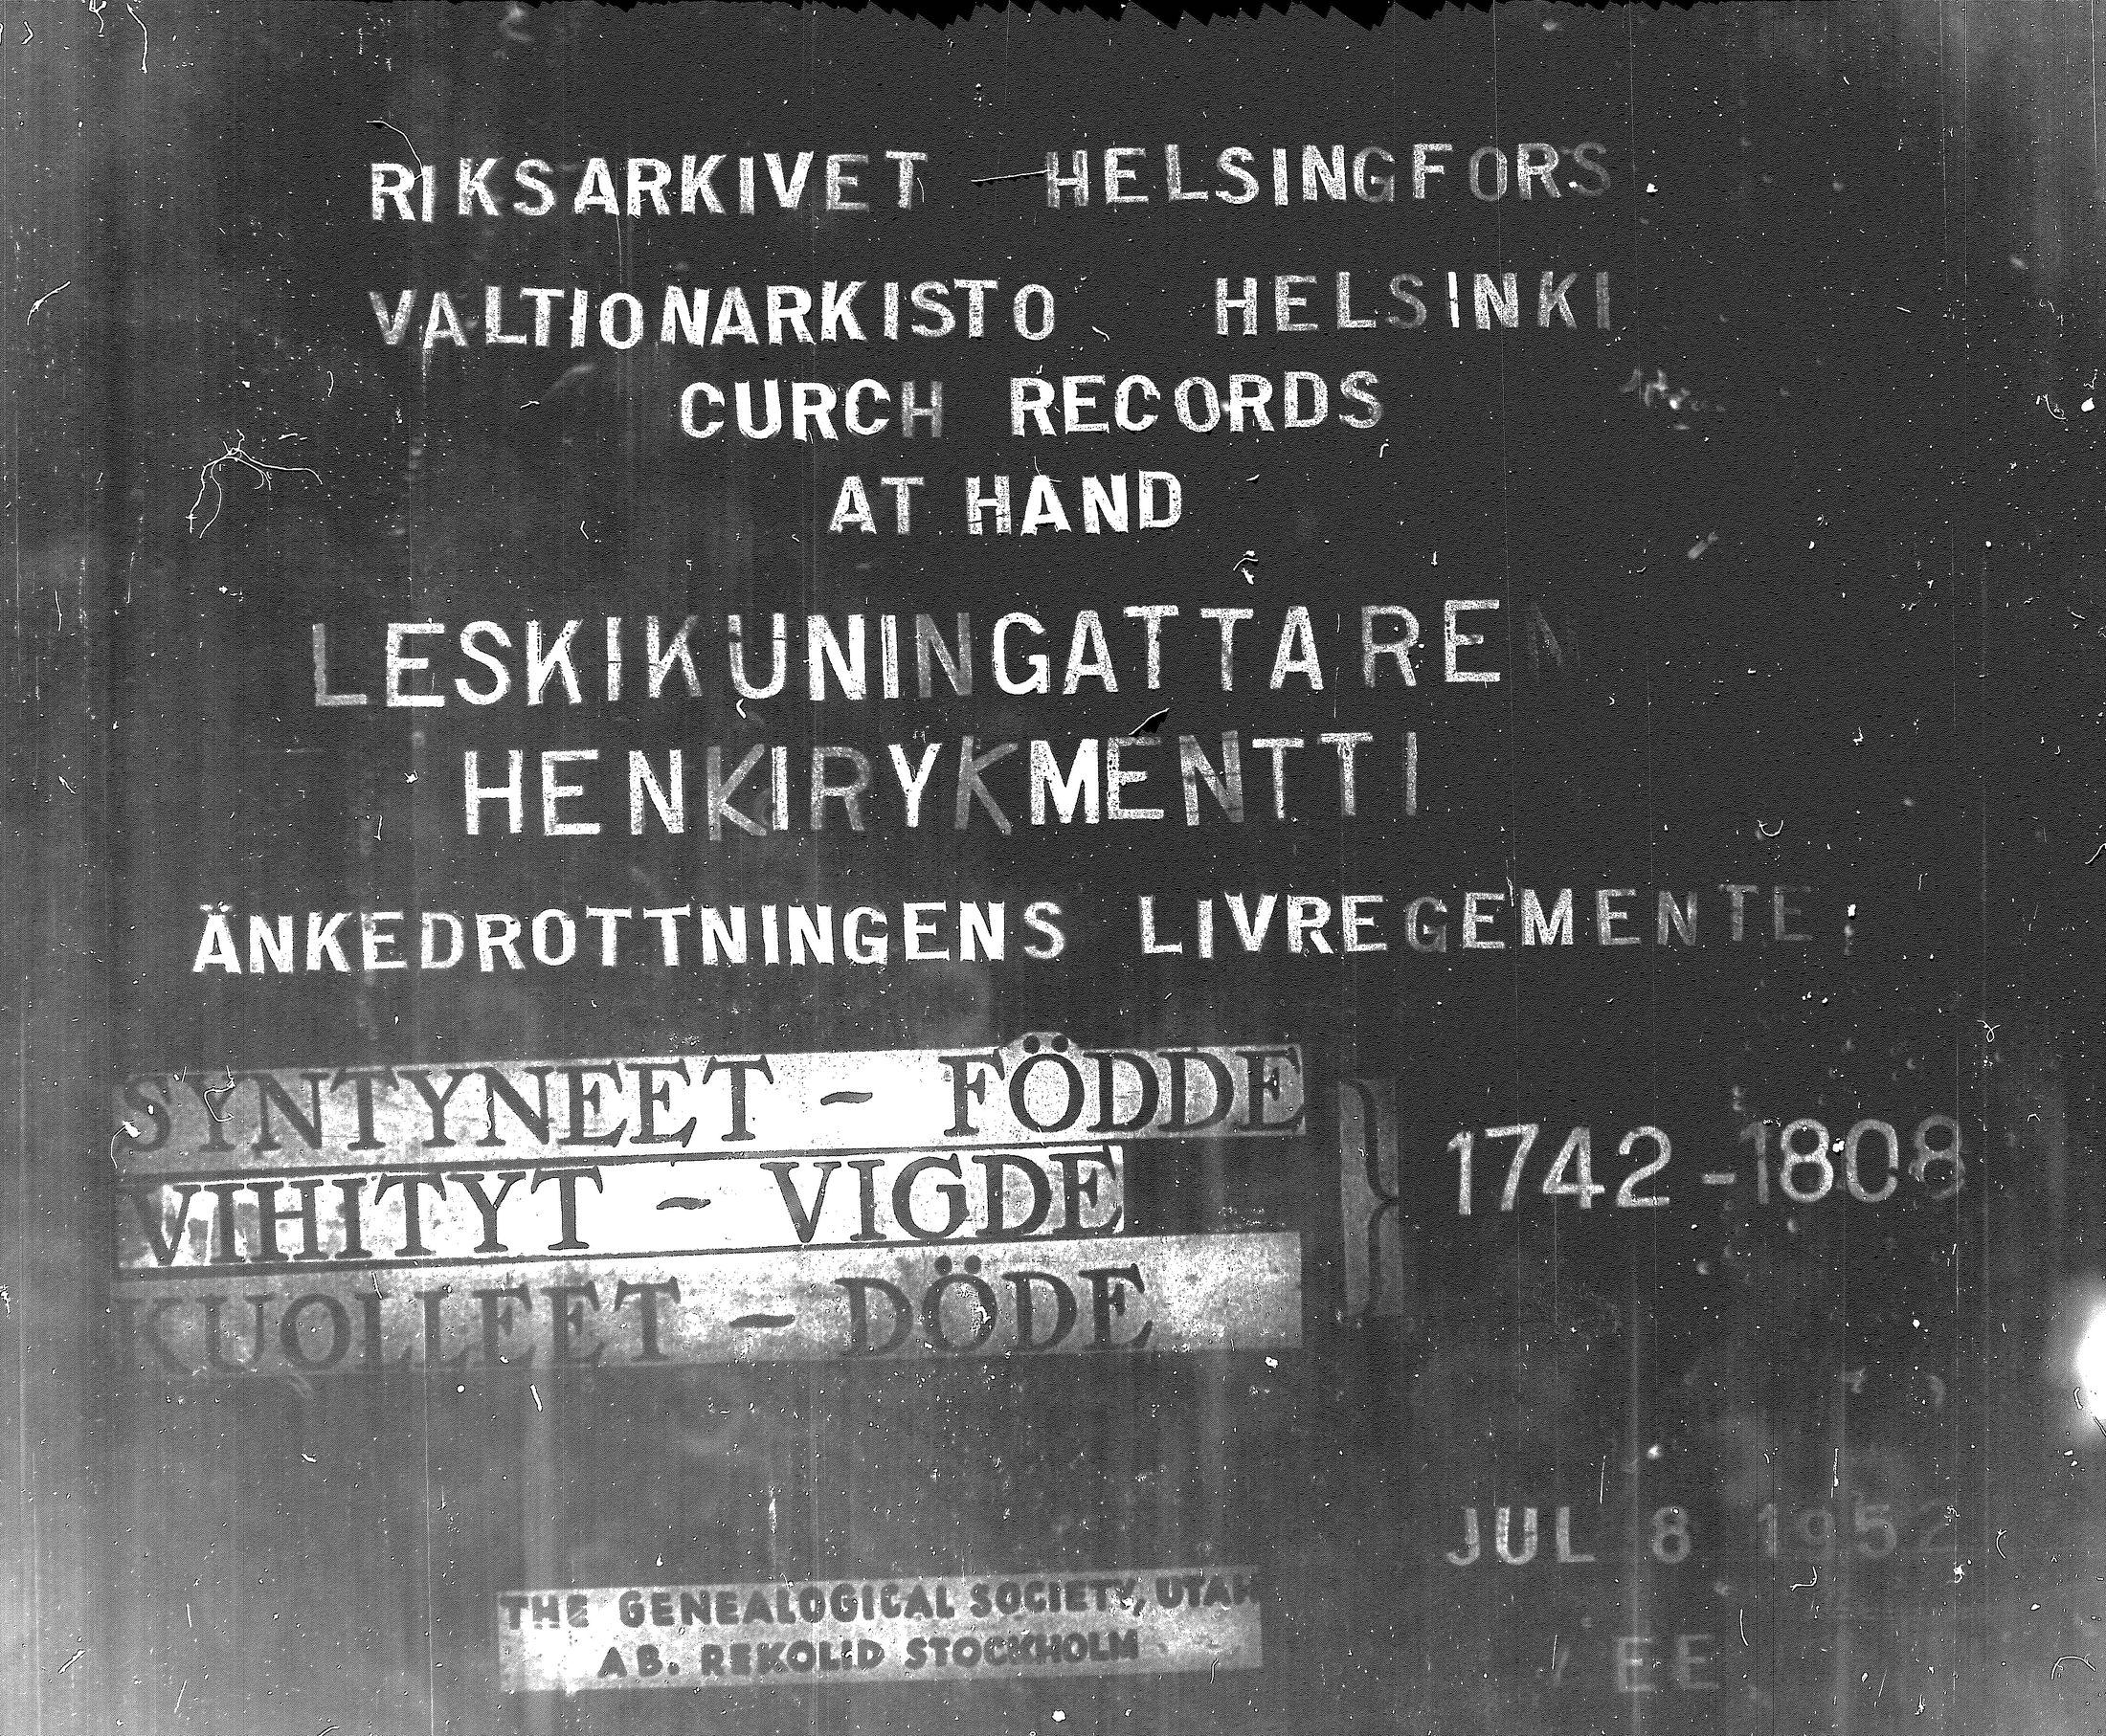 RIKSARKIVET HELSINGFORS
VALTIONARKISTO HELSINKI
CURCH RECORDS
AT HAND
LESKIKUNINGATTAREN
HENKIRYKMENTTI
ÄNKEDROTTNINGENS LIVREGEMENTE
SYNTYNEET - FÖDDE
VIHITYT - VIGDE
KUOLLEET - DÖDE
} 1742-1808
JUL 8 1952
EE
THE GENEALOGICAL SOCIETY, UTAH
AB. REKOLID STOCKHOLM